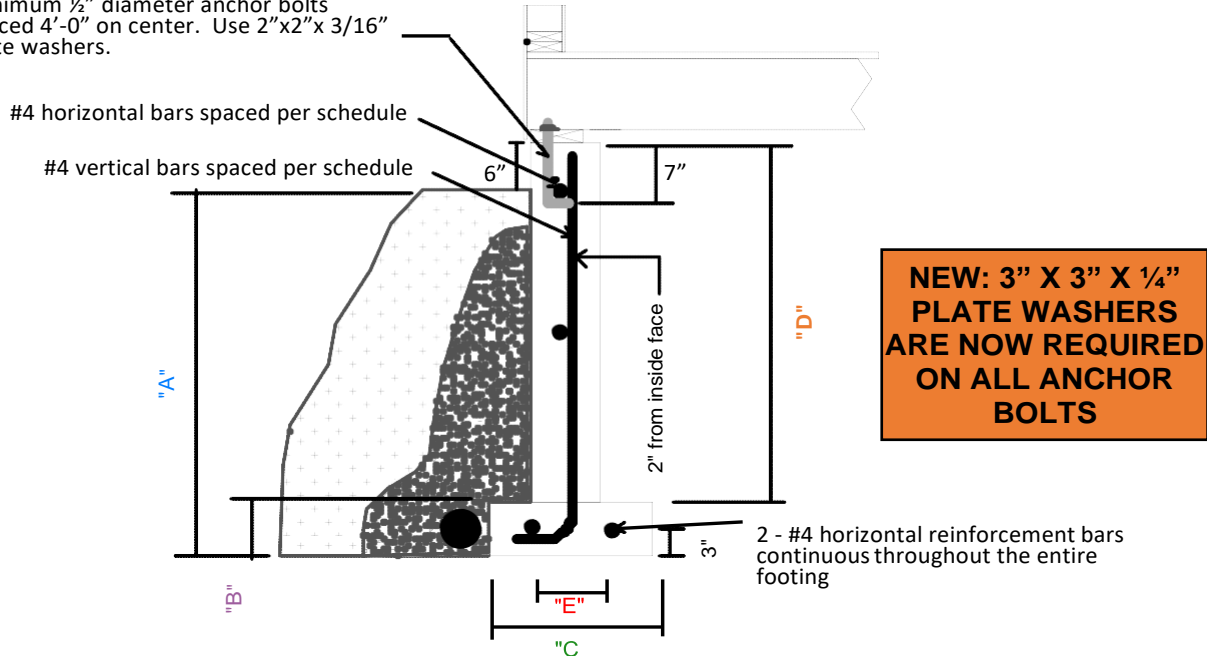 ½” diameter anchor bolts
4’-0” on center. Use 2”x2”x 3/16”
washers.
#4 horizontal bars spaced per schedule
#4 vertical bars spaced per schedule
6”
7”
"A"
2" from inside face
"D"
NEW: 3” X 3” X ¼”
PLATE WASHERS
ARE NOW REQUIRED
ON ALL ANCHOR
BOLTS
3"
2 - #4 horizontal reinforcement bars
continuous throughout the entire
footing
"B"
"E"
"C